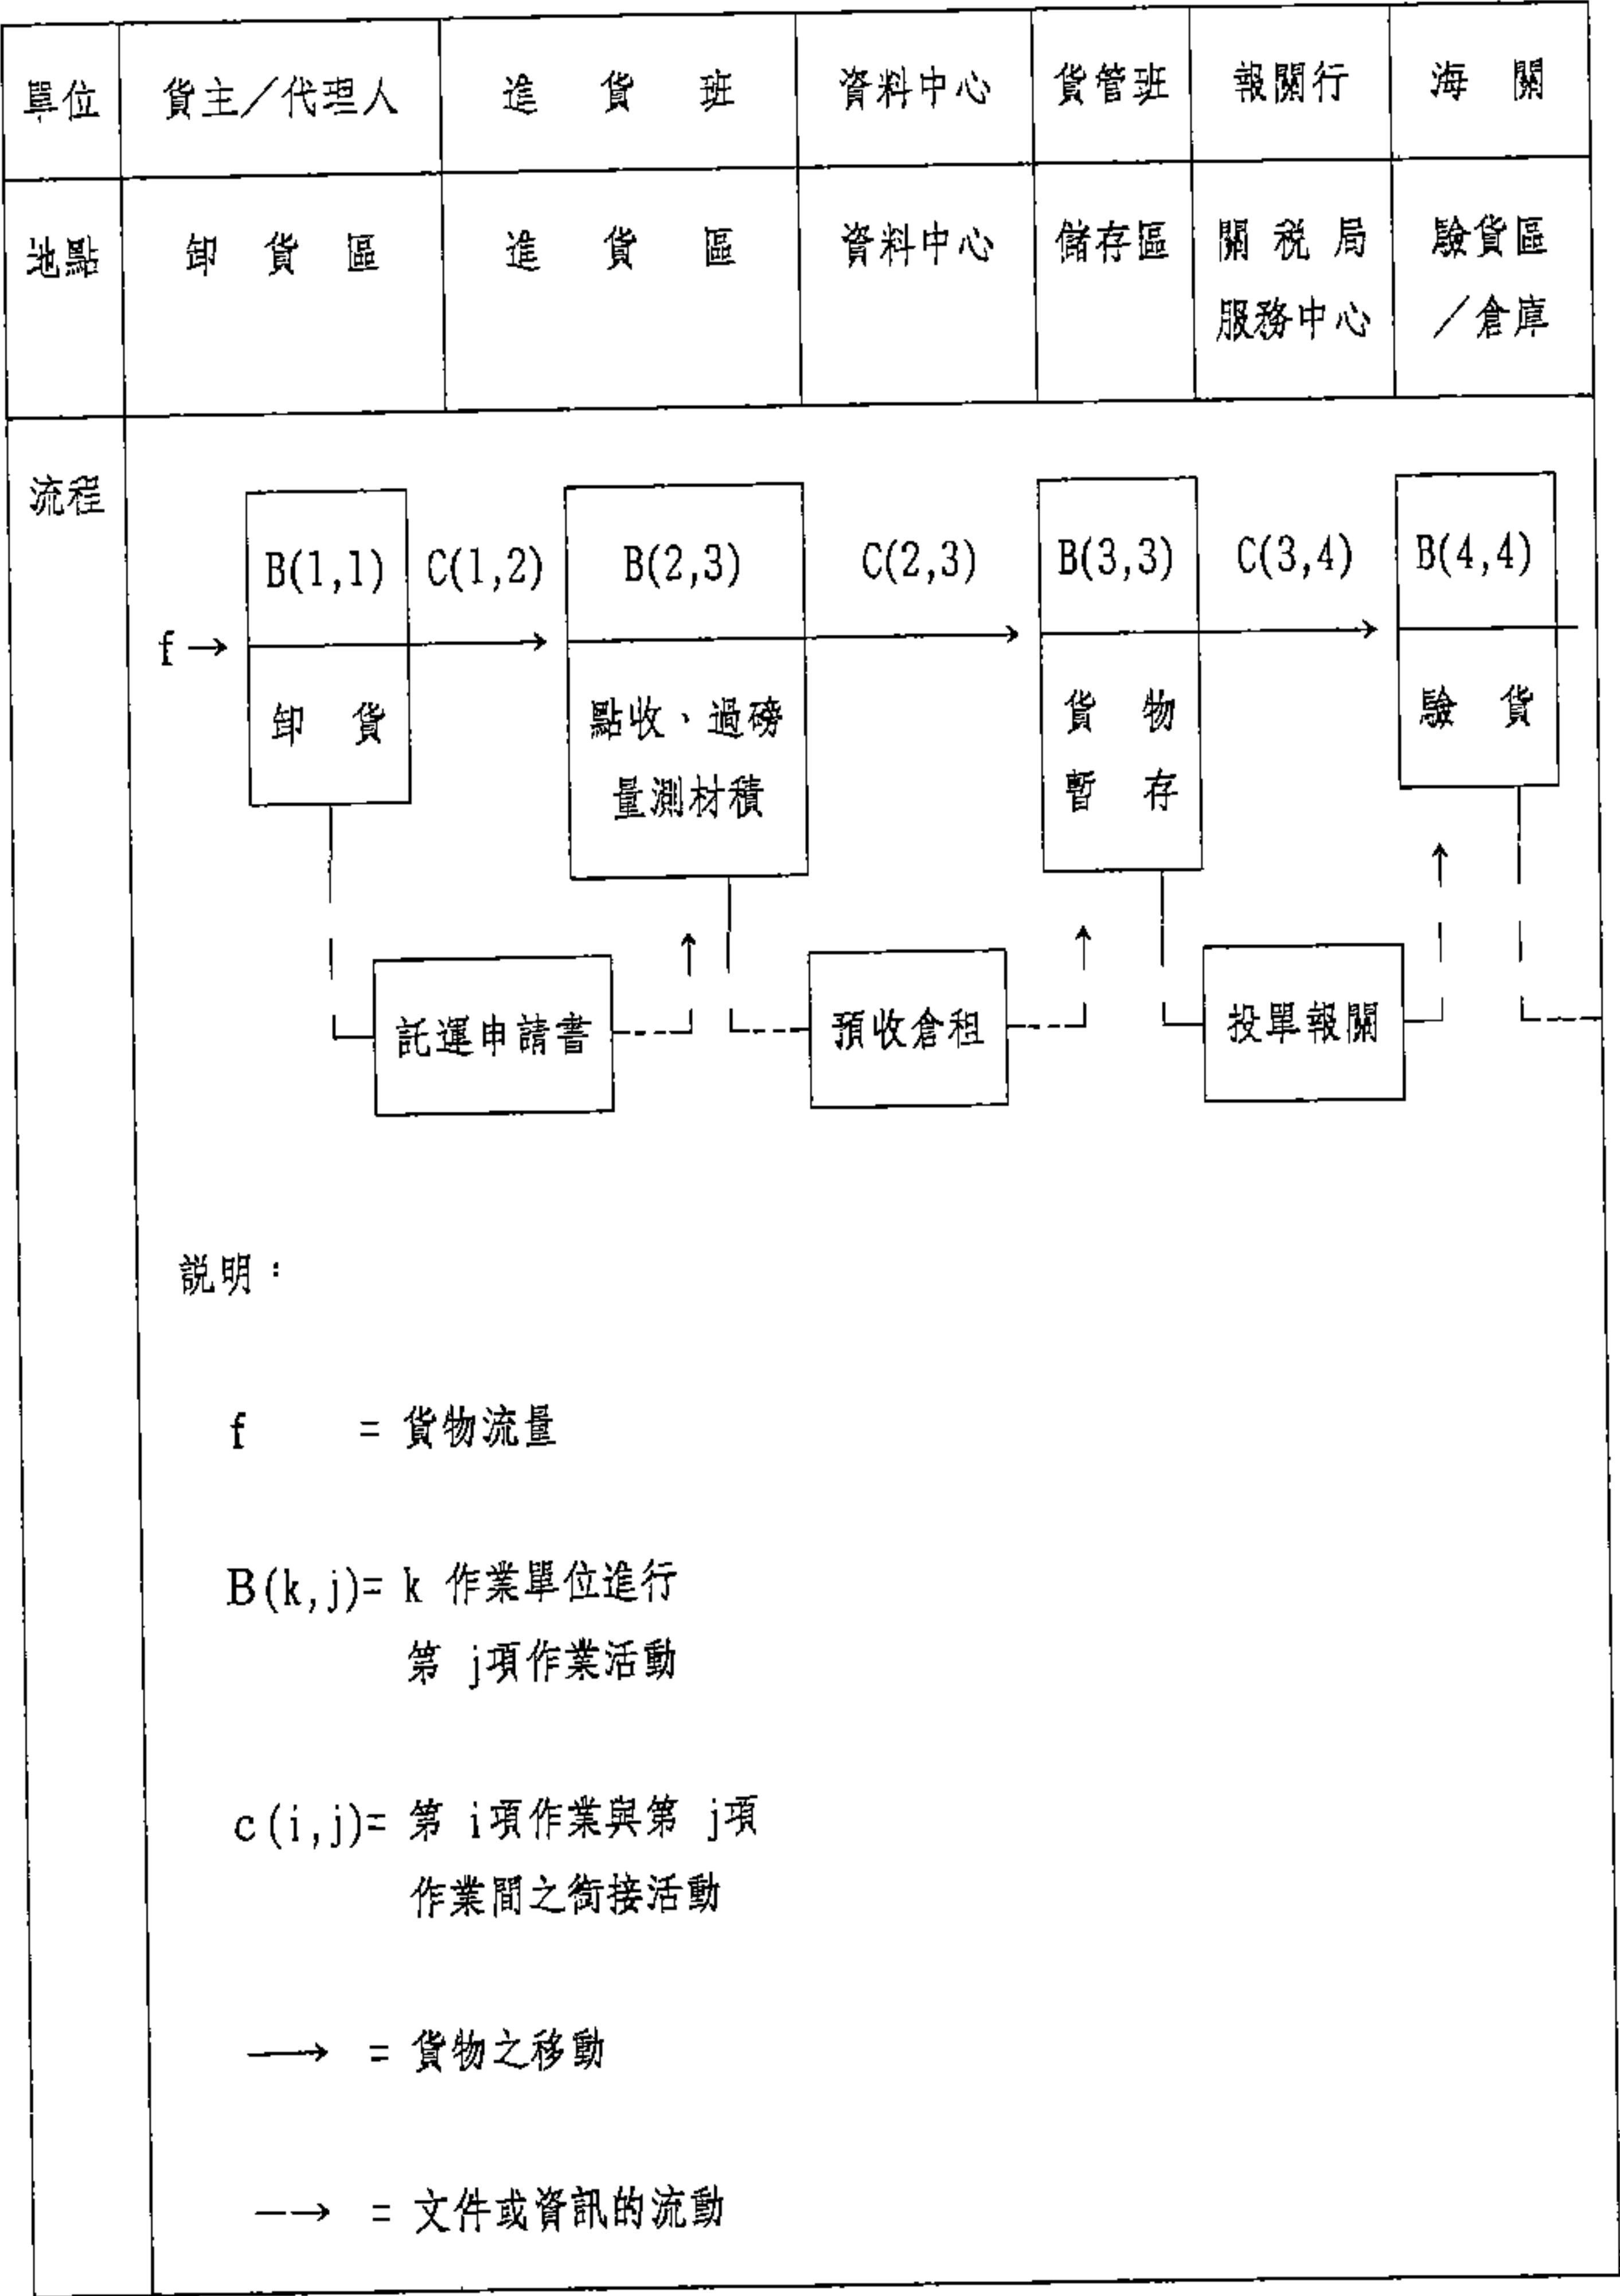 單位 貨主／代理人 進貨班 資料中心 貨管班 報關行 海關
地點 卸貨區 進貨區 資料中心 儲存區 關稅局 驗貨區
服務中心 ／倉庫
流程
B(1,1) C(1,2) B(2,3) C(2,3) B(3,3) C(3,4) B(4,4)
f →
卸貨 點收、過磅 貨物 驗貨
量測材積 暫存
託運申請書 預收倉租 投單報關
說明：
f = 貨物流量
B(k,j)= k 作業單位進行
第 j項作業活動
c(i,j)= 第 i項作業與第 j項
作業間之銜接活動
—→ = 貨物之移動
--→ = 文件或資訊的流動